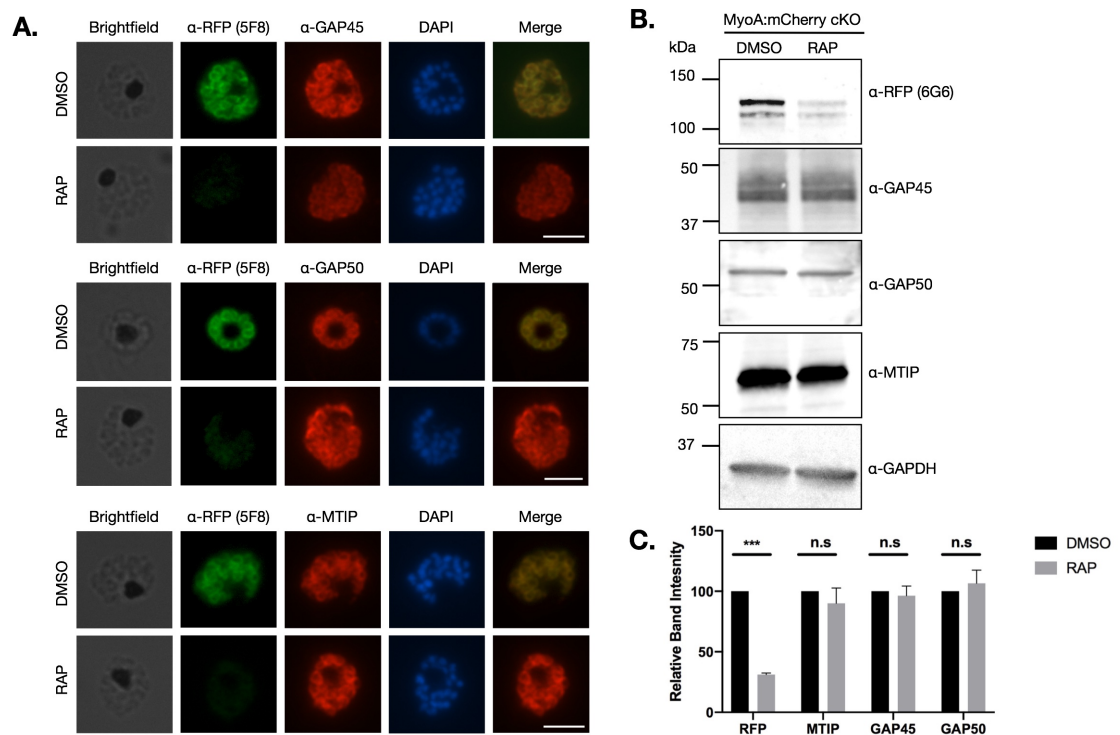 A.
Brightfield α-RFP (5F8) α-GAP45 DAPI Merge
DMSO
RAP
Brightfield α-RFP (5F8) α-GAP50 DAPI Merge
DMSO
RAP
Brightfield α-RFP (5F8) α-MTIP DAPI Merge
DMSO
RAP
B.
MyoA:mCherry cKO
kDa DMSO RAP
150
α-RFP (6G6)
100
50
α-GAP45
37
α-GAP50
50
75
α-MTIP
50
37
α-GAPDH
C.
Relative Band Intesnity
150
100
50
0
*** n.s n.s n.s
RFP MTIP GAP45 GAP50
DMSO
RAP